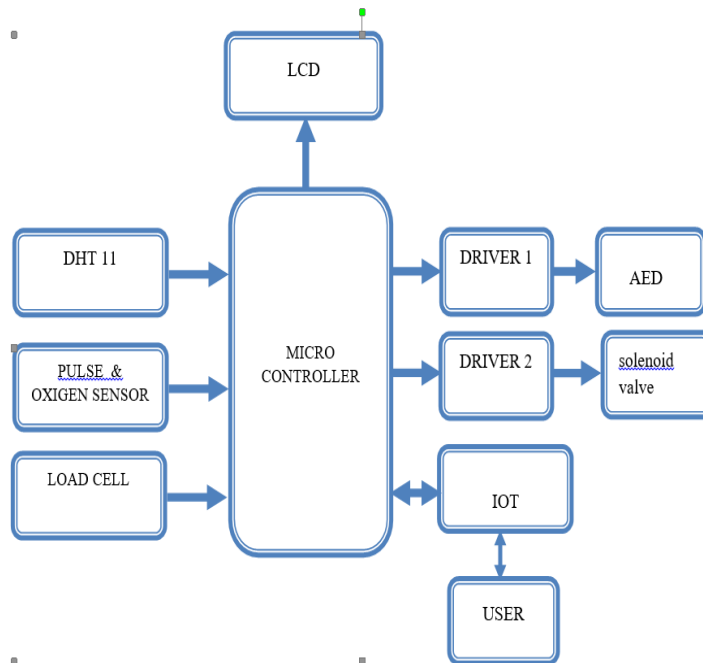 LCD
DHT 11
DRIVER 1
AED
PULSE &
OXIGEN SENSOR
MICRO
CONTROLLER
DRIVER 2
solenoid
valve
LOAD CELL
IOT
USER